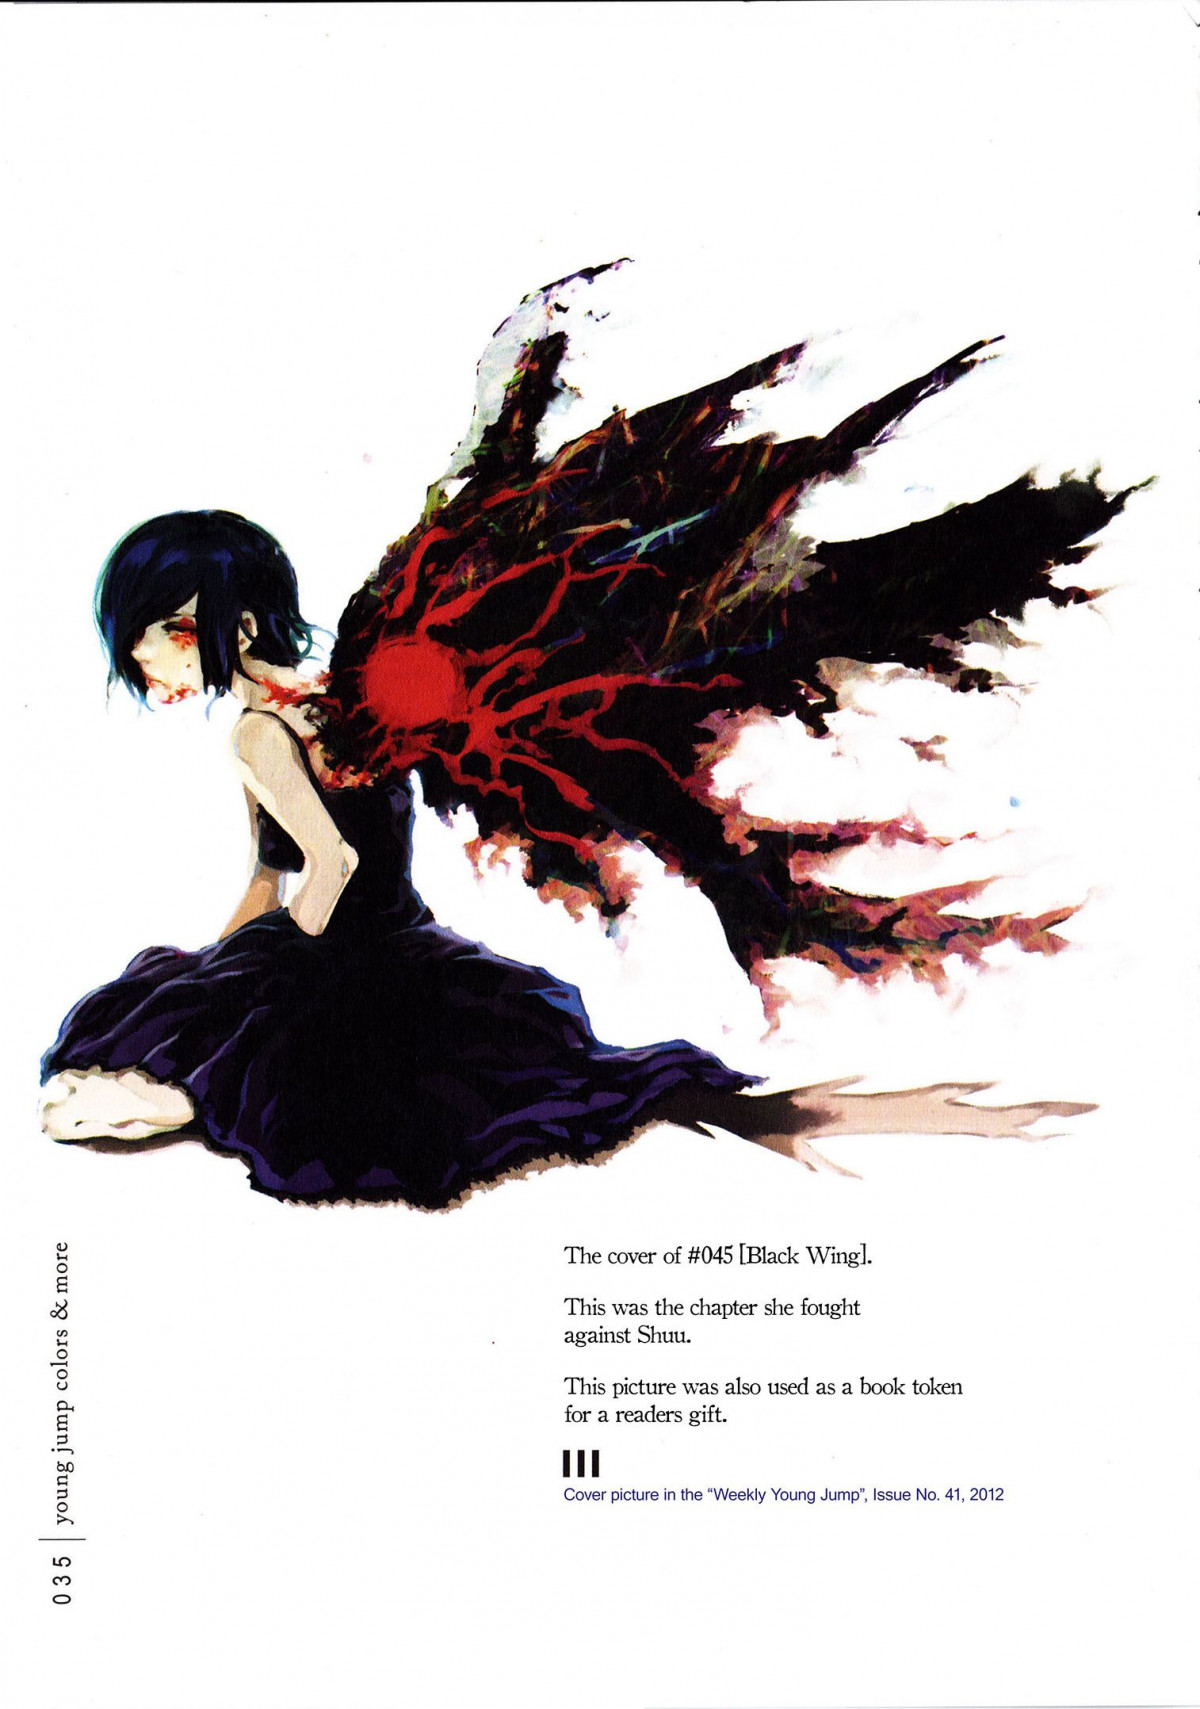 The cover of #045 [Black Wing].
This was the chapter she fought
against Shuu.
This picture was also used as a book token
for a readers gift.
Cover picture in the “Weekly Young Jump”, Issue No. 41, 2012
035 | young jump colors & more